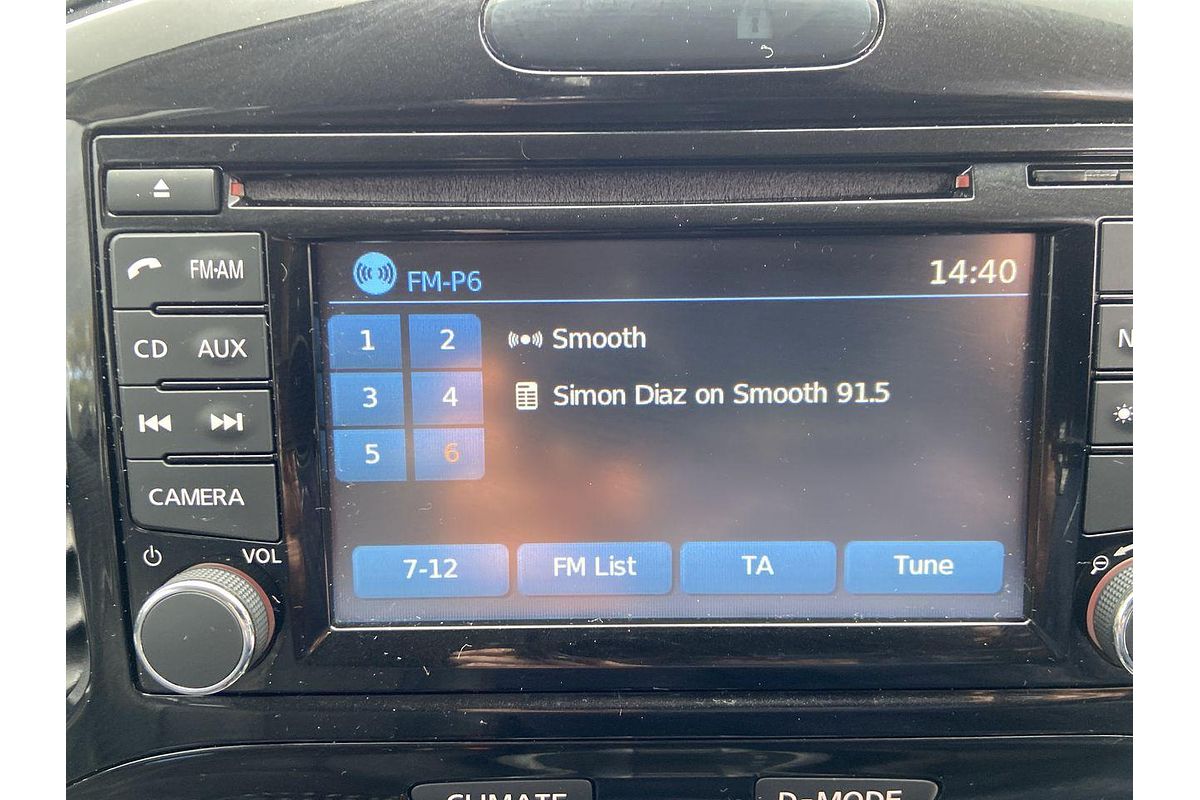 FM·AM
CD AUX
CAMERA
VOL
FM-P6 14:40
1 2
3 4
5 6
Smooth
Simon Diaz on Smooth 91.5
7-12 FM List TA Tune
N
CLIMATE D-MODE